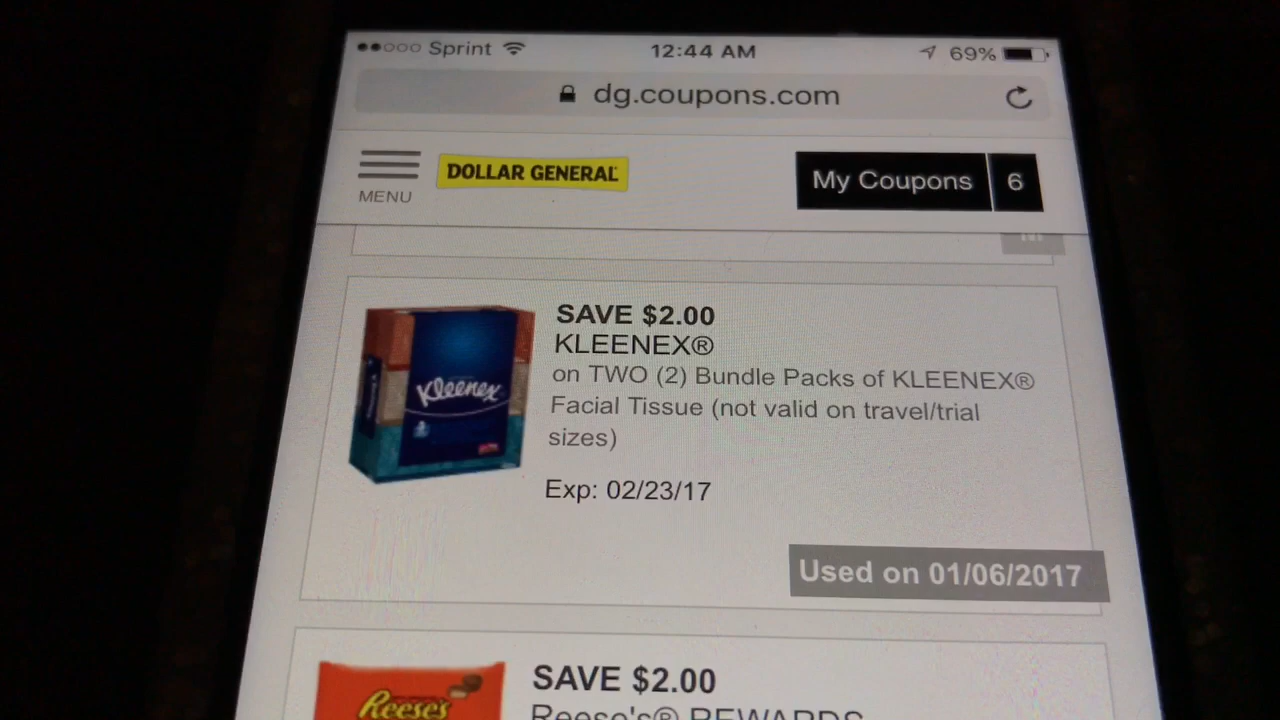 Sprint 12:44 AM 69%
dg.coupons.com
MENU
DOLLAR GENERAL
My Coupons 6
Kleenex
SAVE $2.00
KLEENEX®
on TWO (2) Bundle Packs of KLEENEX®
Facial Tissue (not valid on travel/trial
sizes)
Exp: 02/23/17
Used on 01/06/2017
Reese's
SAVE $2.00
Reese's® REWARDS